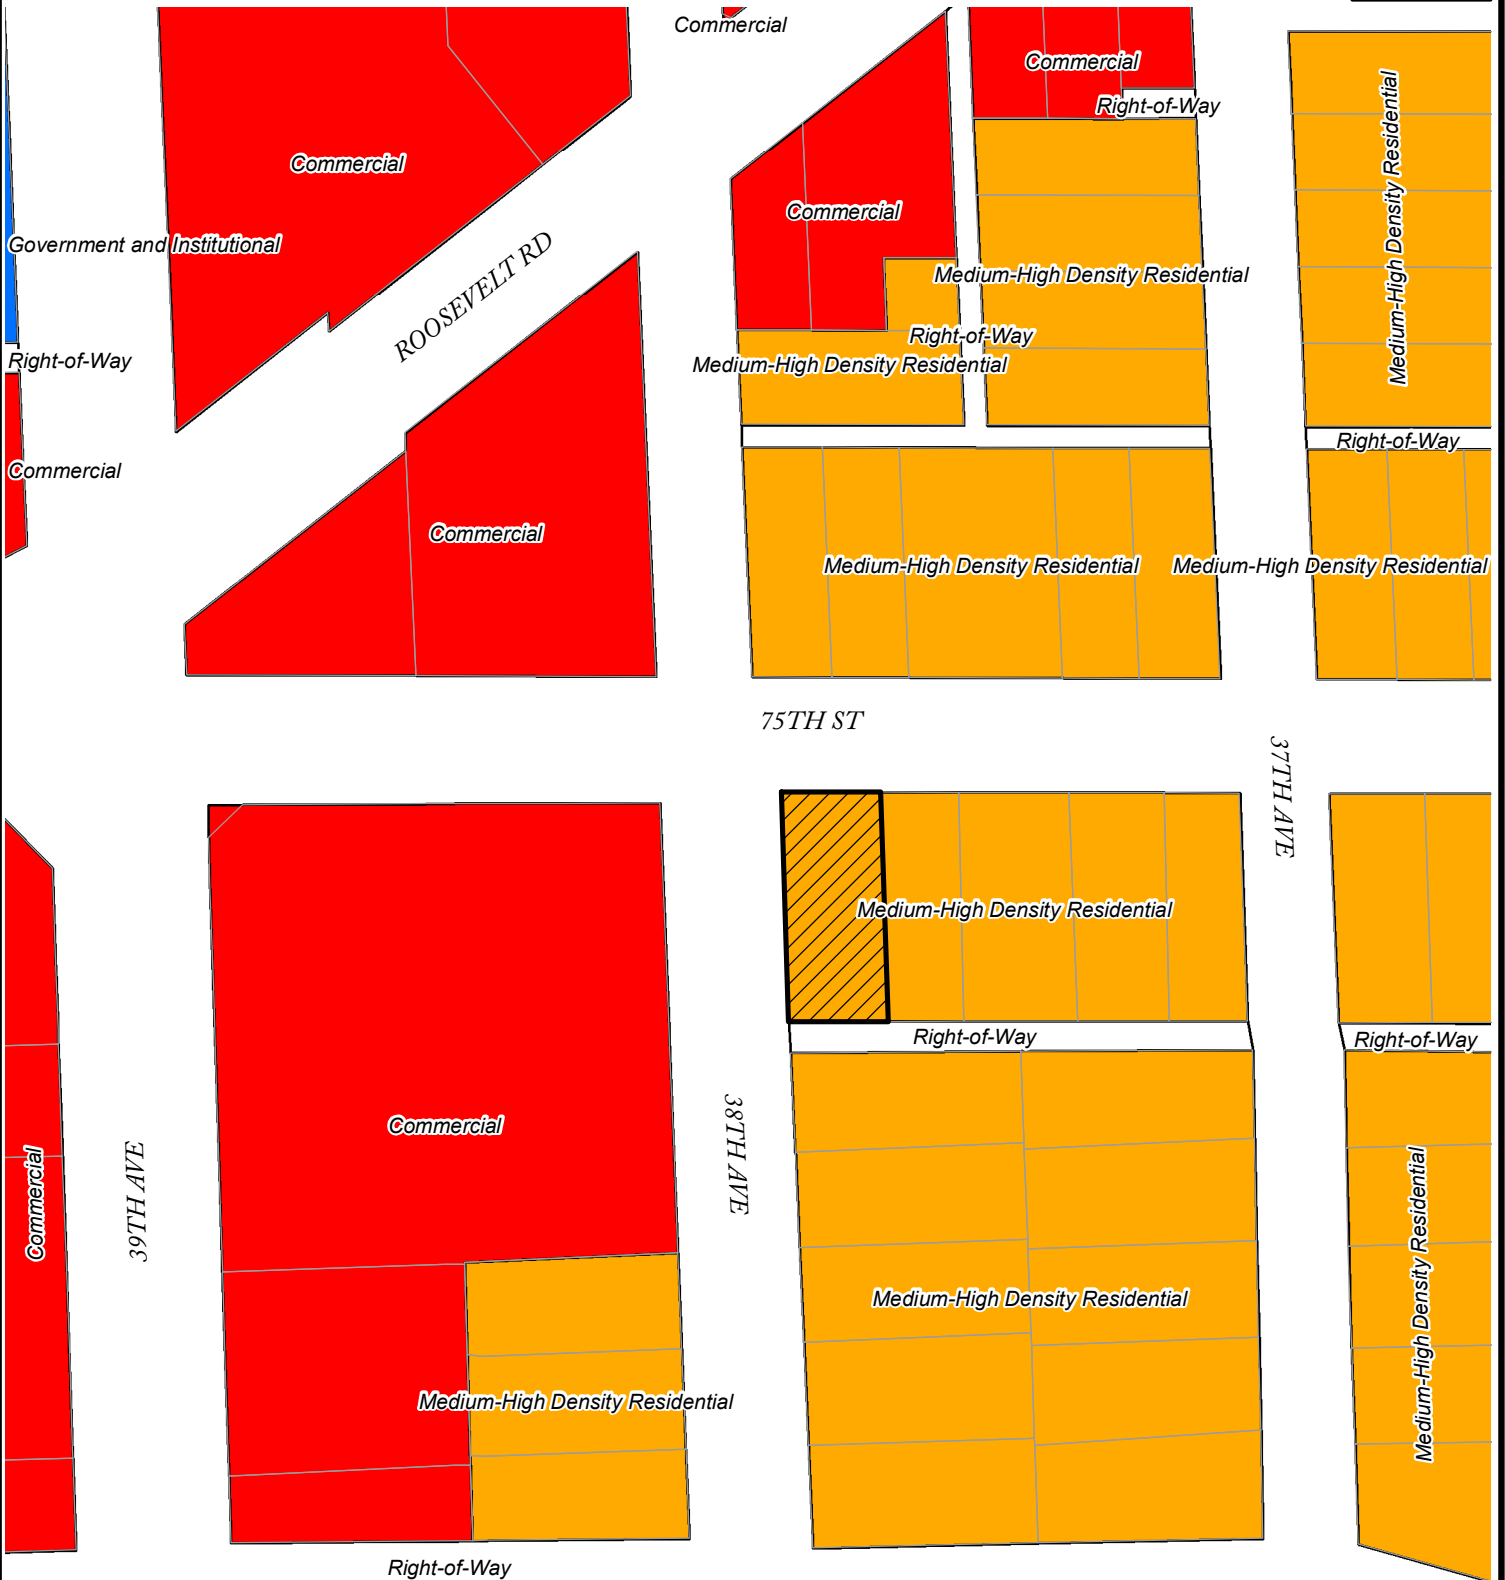 Commercial
Commercial
Right-of-Way
Commercial
Commercial
Government and Institutional
ROOSEVELT RD
Medium-High Density Residential
Medium-High Density Residential
Right-of-Way
Right-of-Way
Medium-High Density Residential
Right-of-Way
Commercial
Commercial
Medium-High Density Residential
Medium-High Density Residential
75TH ST
37TH AVE
Medium-High Density Residential
Right-of-Way
Right-of-Way
Commercial
38TH AVE
39TH AVE
Commercial
Medium-High Density Residential
Medium-High Density Residential
Medium-High Density Residential
Right-of-Way